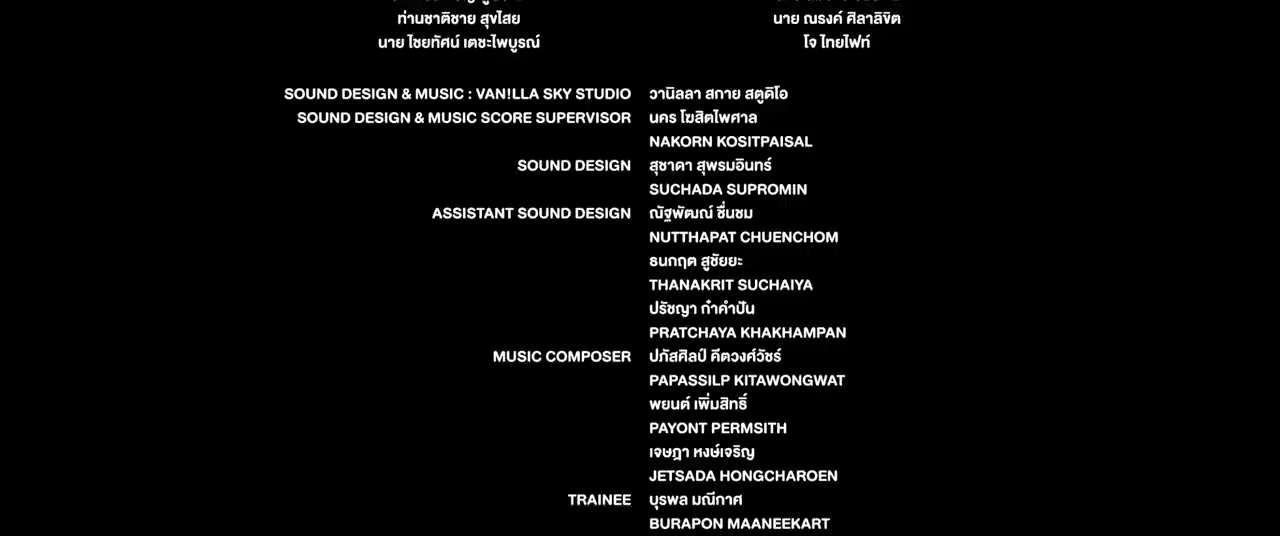 ท่านชาติชาย สุขไสย นาย ณรงค์ ศิลาลิขิต
นาย ไชยทัศน์ เตชะไพบูรณ์ โจ ไทยไฟท์
SOUND DESIGN & MUSIC : VAN!LLA SKY STUDIO วานิลลา สกาย สตูดิโอ
SOUND DESIGN & MUSIC SCORE SUPERVISOR นคร โฆสิตไพศาล
NAKORN KOSITPAISAL
SOUND DESIGN สุชาดา สุพรมอินทร์
SUCHADA SUPROMIN
ASSISTANT SOUND DESIGN ณัฐพัฒณ์ ชื่นชม
NUTTHAPAT CHUENCHOM
ธนกฤต สูชัยยะ
THANAKRIT SUCHAIYA
ปรัชญา ก๋าคำปัน
PRATCHAYA KHAKHAMPAN
MUSIC COMPOSER ปภัสศิลป์ คีตวงศ์วัชร์
PAPASSILP KITAWONGWAT
พยนต์ เพิ่มสิทธิ์
PAYONT PERMSITH
เจษฎา หงษ์เจริญ
JETSADA HONGCHAROEN
TRAINEE บุรพล มณีกาศ
BURAPON MAANEEKART